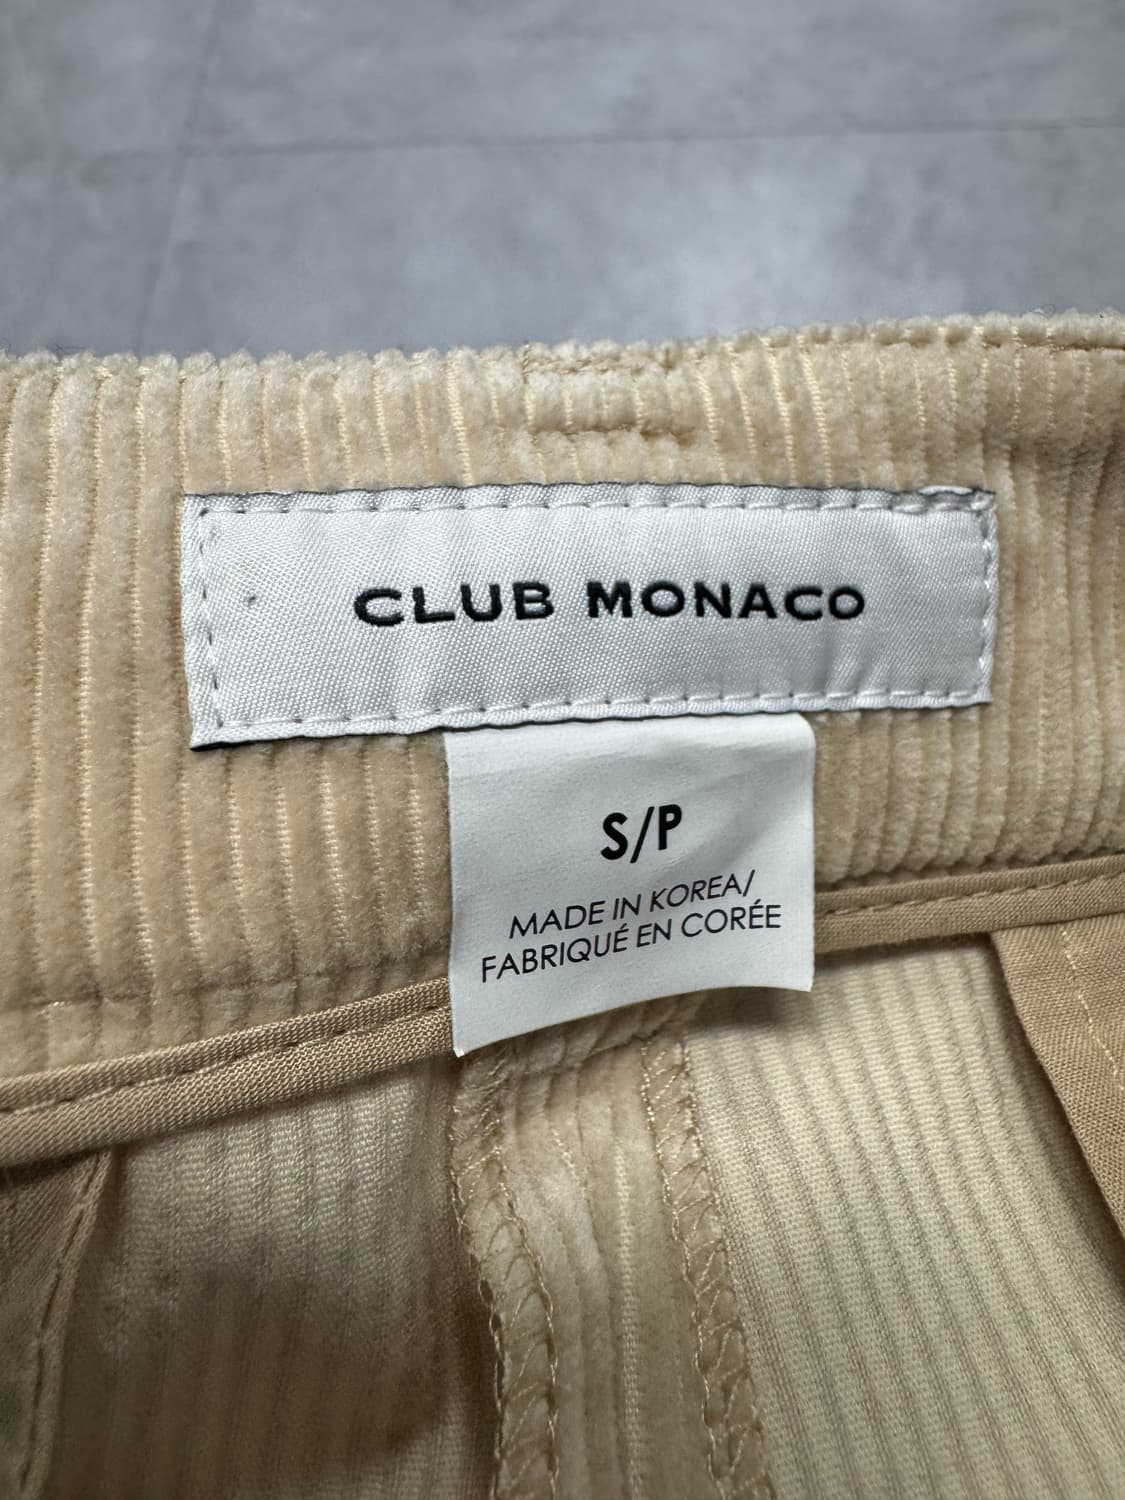 CLUB MONACO
S/P
MADE IN KOREA/
FABRIQUÉ EN CORÉE